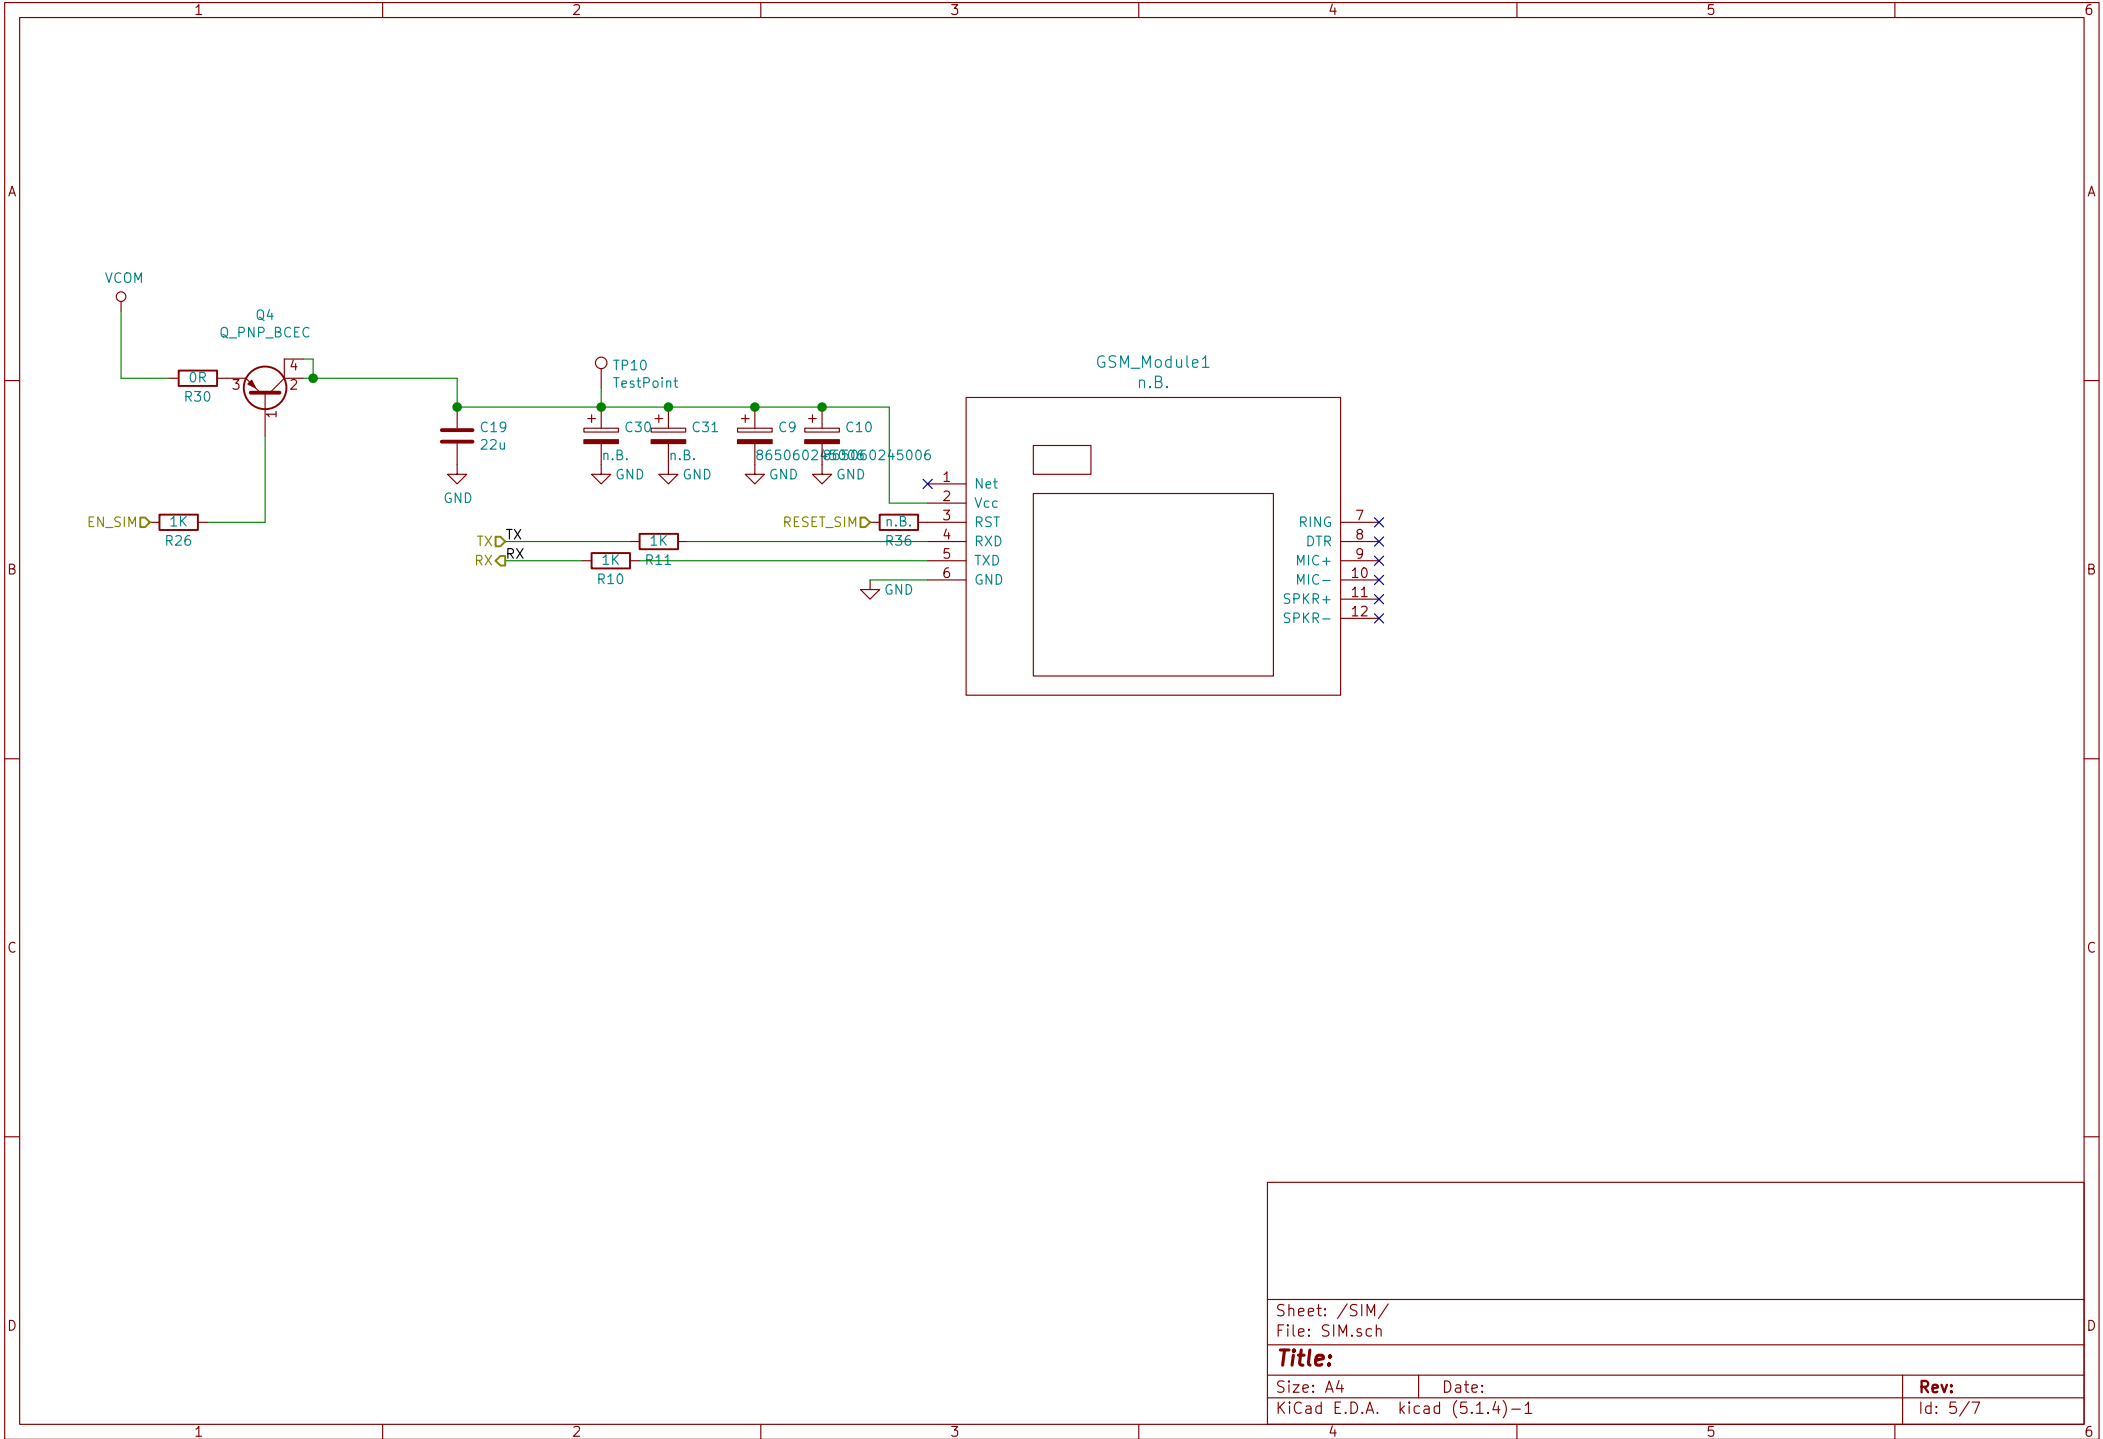 1 2 3 4 5 6
A A
VCOM
Q4
Q_PNP_BCEC
0R
R30
3
4
2
1
TP10
TestPoint
GSM_Module1
n.B.
C19
22u
GND
+ C30
n.B.
GND
+ C31
n.B.
GND
+ C9
865060245006
GND
+ C10
865060245006
GND
EN_SIM 1K
R26
1 Net
2 Vcc
RESET_SIM n.B. 3 RST
R36
TX TX 1K 4 RXD
R11
RX RX 1K 5 TXD
R10
6 GND
GND
RING 7
DTR 8
MIC+ 9
MIC- 10
SPKR+ 11
SPKR- 12
B B
C C
D D
Sheet: /SIM/
File: SIM.sch
Title:
Size: A4 Date: Rev:
KiCad E.D.A. kicad (5.1.4)-1 Id: 5/7
1 2 3 4 5 6